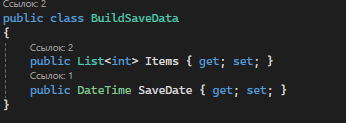 Ссылок: 2
public class BuildSaveData
{
Ссылок: 2
public List<int> Items { get; set; }
Ссылок: 1
public DateTime SaveDate { get; set; }
}